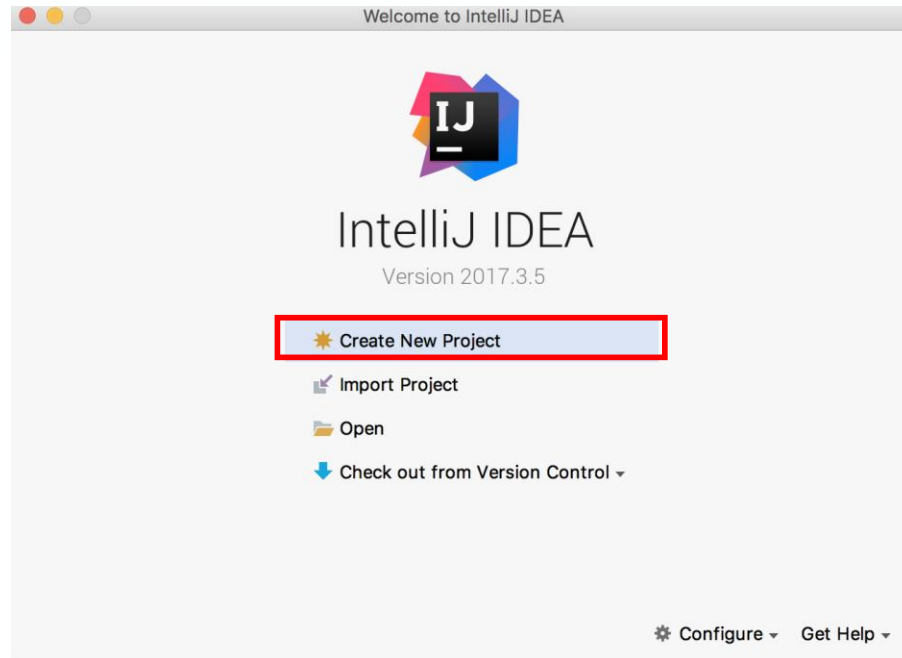 Welcome to IntelliJ IDEA
IJ
IntelliJ IDEA
Version 2017.3.5
Create New Project
Import Project
Open
Check out from Version Control
Configure Get Help